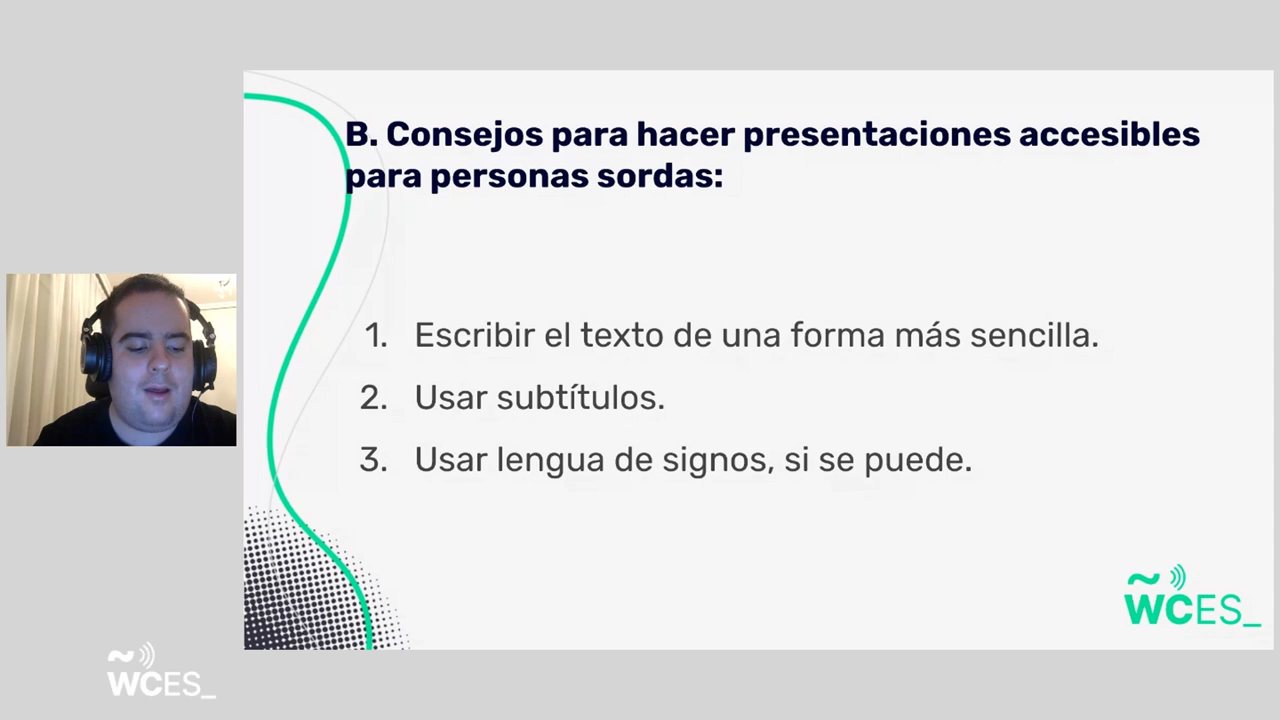 B. Consejos para hacer presentaciones accesibles
para personas sordas:
1. Escribir el texto de una forma más sencilla.
2. Usar subtítulos.
3. Usar lengua de signos, si se puede.
~
WCES_
~
WCES_